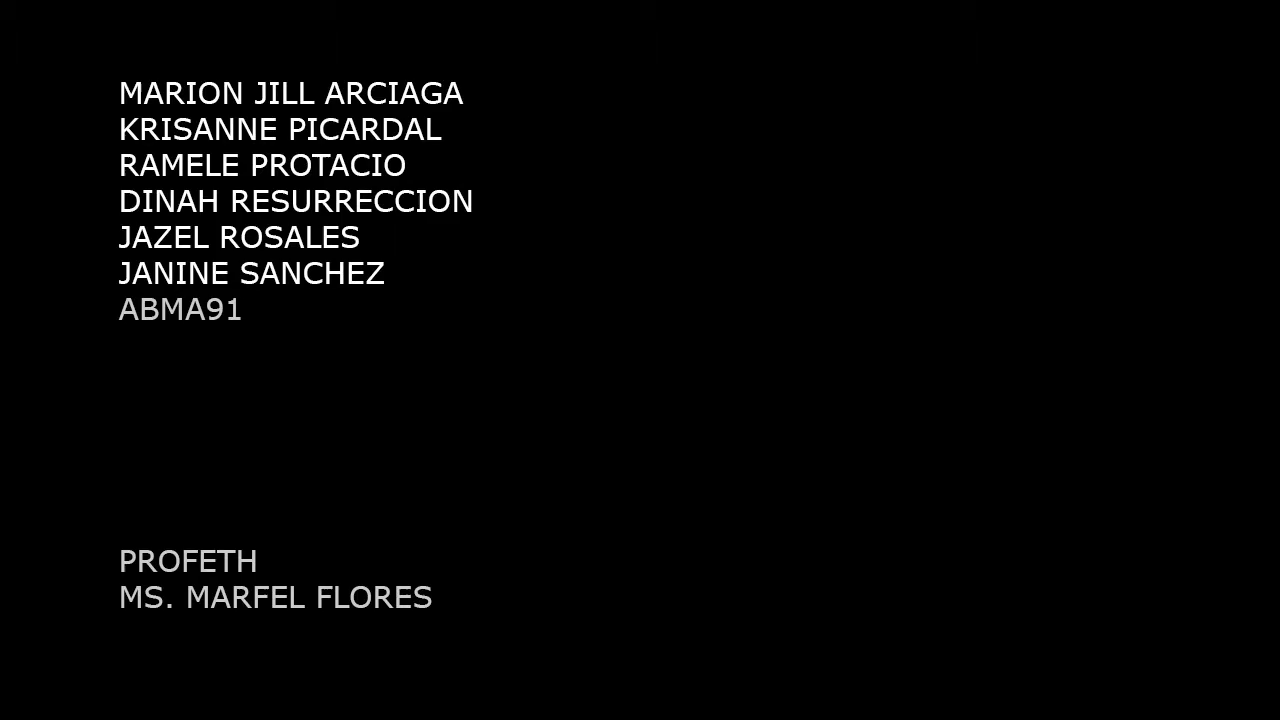 MARION JILL ARCIAGA
KRISANNE PICARDAL
RAMELE PROTACIO
DINAH RESURRECCION
JAZEL ROSALES
JANINE SANCHEZ
ABMA91
PROFETH
MS. MARFEL FLORES